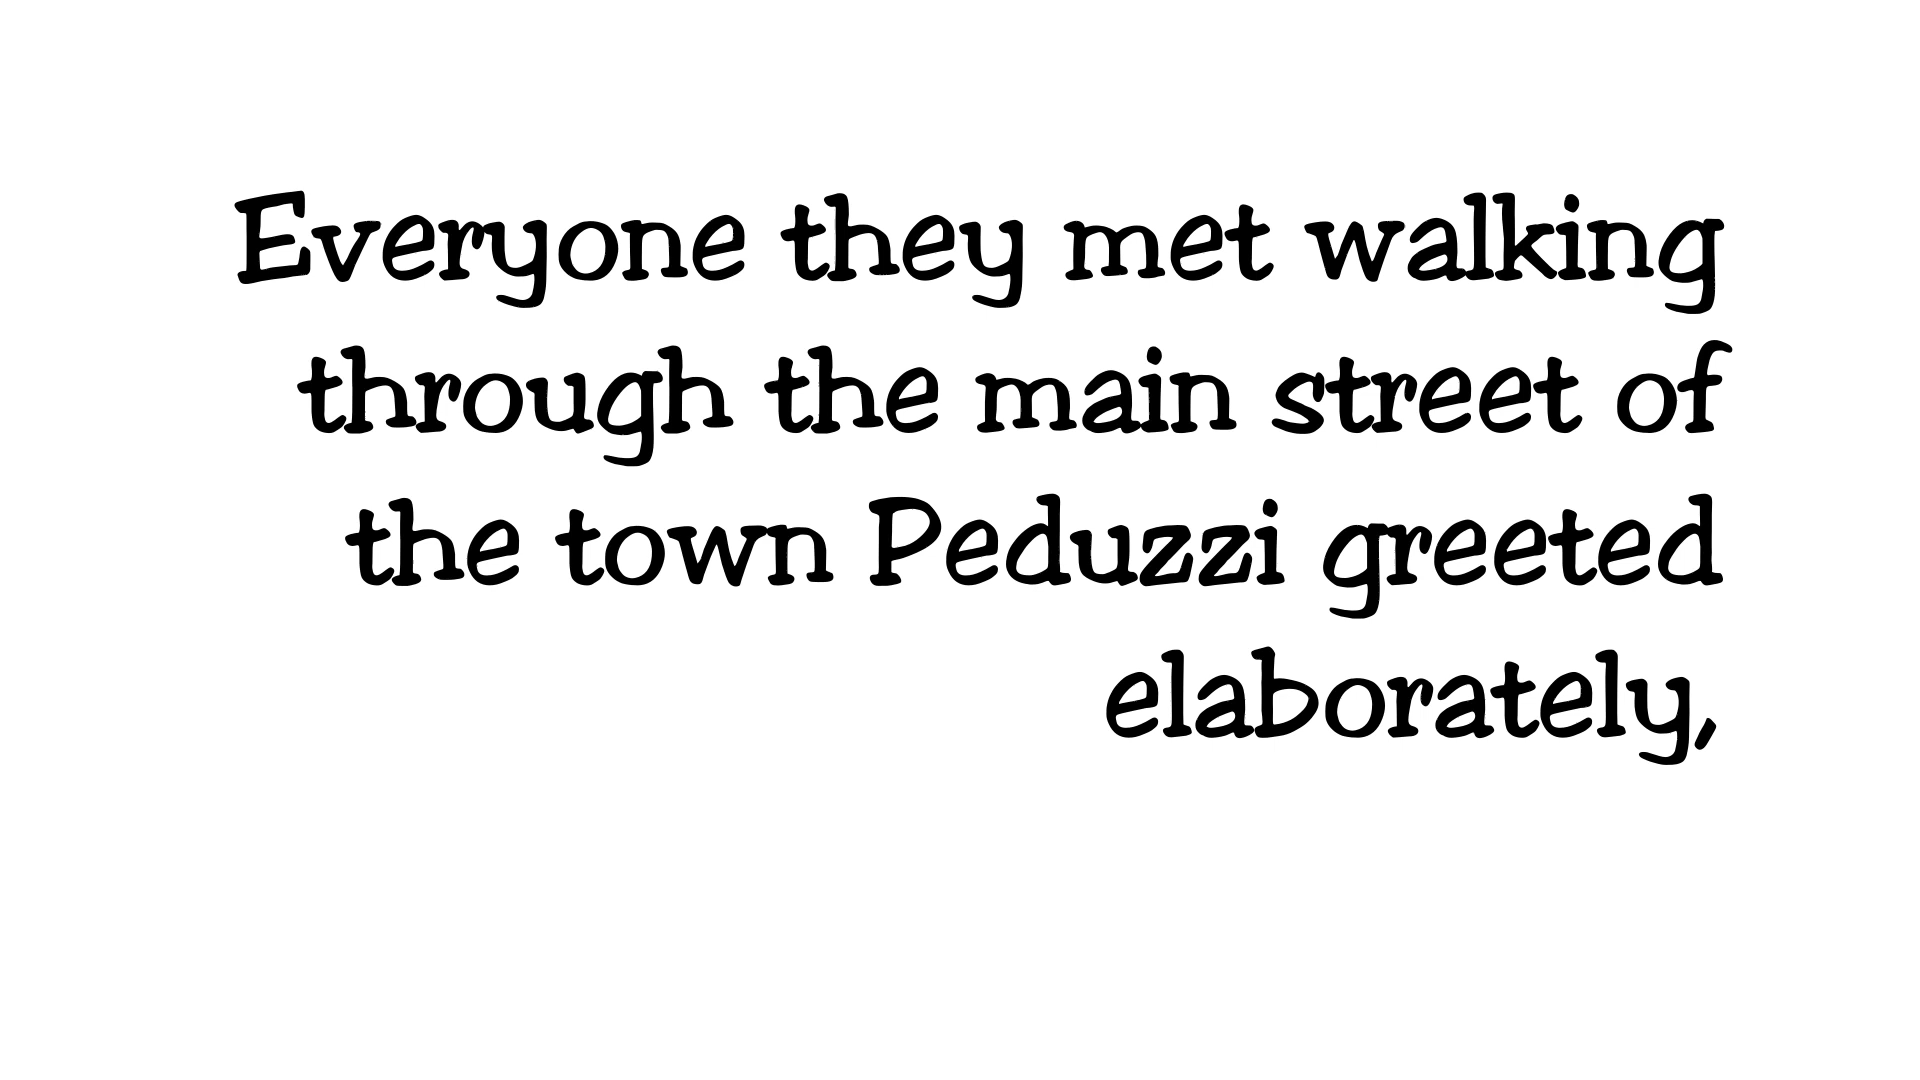 Everyone they met walking
through the main street of
the town Peduzzi greeted
elaborately,